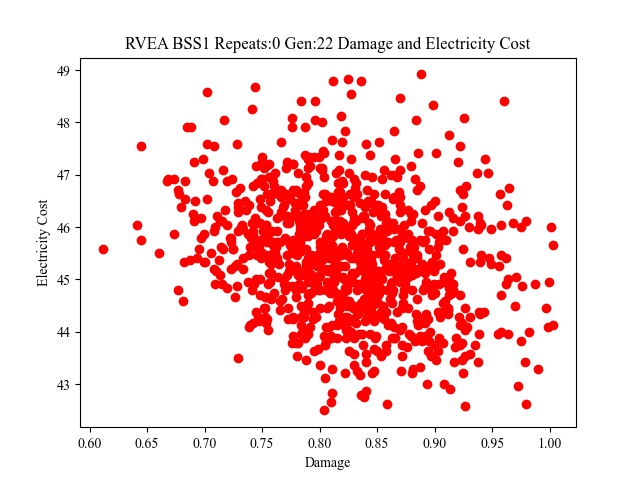 RVEA BSS1 Repeats:0 Gen:22 Damage and Electricity Cost
49
48
47
46
45
44
43
Electricity Cost
0.60 0.65 0.70 0.75 0.80 0.85 0.90 0.95 1.00
Damage